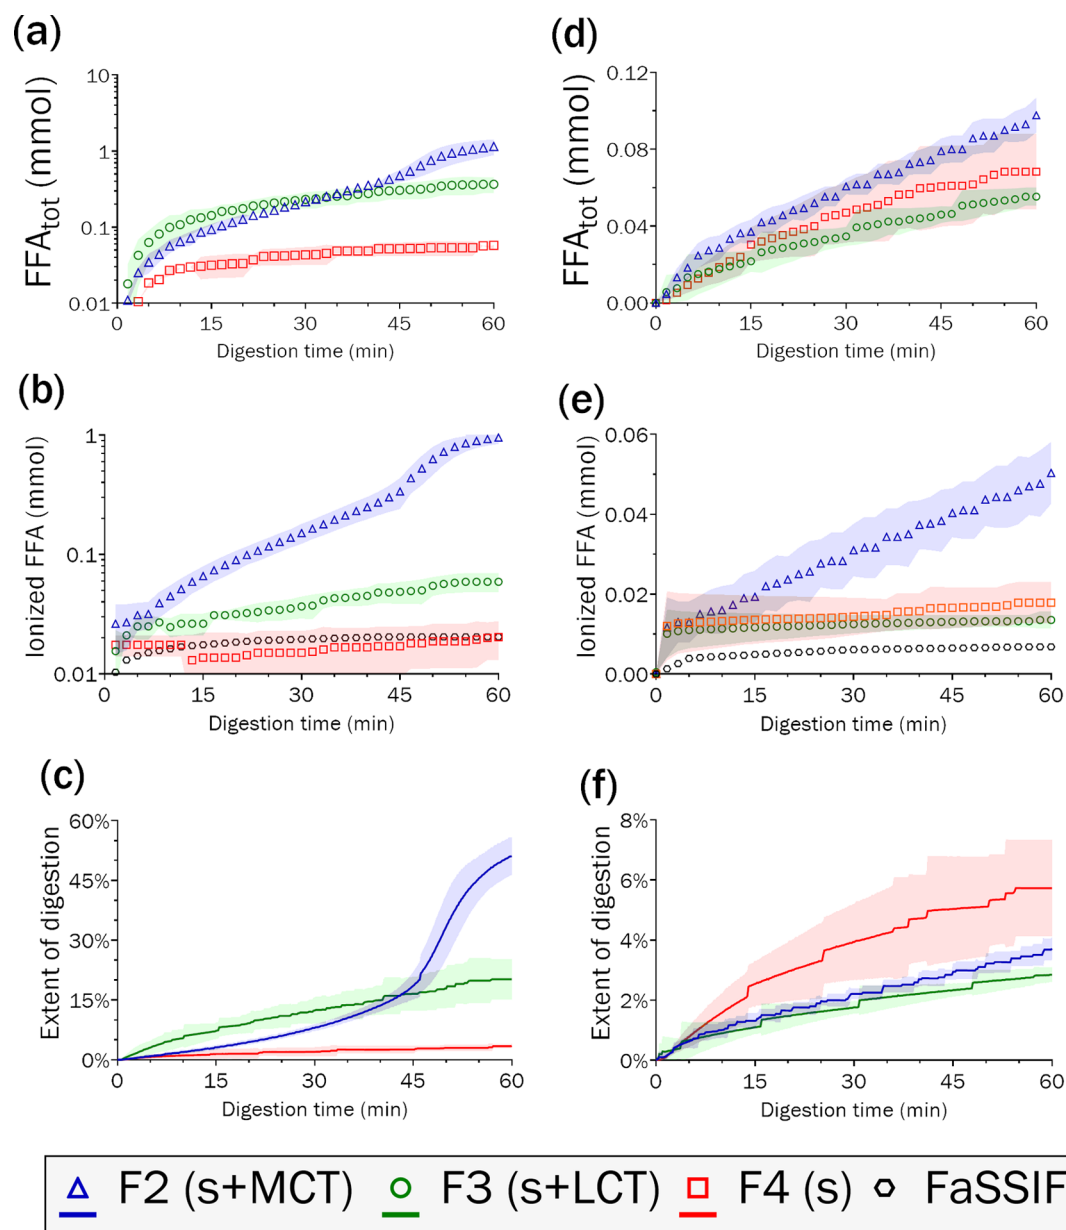 (a)
FFAtot (mmol)
10
1
0.1
0.01
0
15
30
45
60
Digestion time (min)
(d)
FFAtot (mmol)
0.12
0.08
0.04
0.00
0
15
30
45
60
Digestion time (min)
(b)
Ionized FFA (mmol)
1
0.1
0.01
0
15
30
45
60
Digestion time (min)
(e)
Ionized FFA (mmol)
0.06
0.04
0.02
0.00
0
15
30
45
60
Digestion time (min)
(c)
Extent of digestion
60%
45%
30%
15%
0%
0
15
30
45
60
Digestion time (min)
(f)
Extent of digestion
8%
6%
4%
2%
0%
0
15
30
45
60
Digestion time (min)
F2 (s+MCT) F3 (s+LCT) F4 (s) FaSSIF